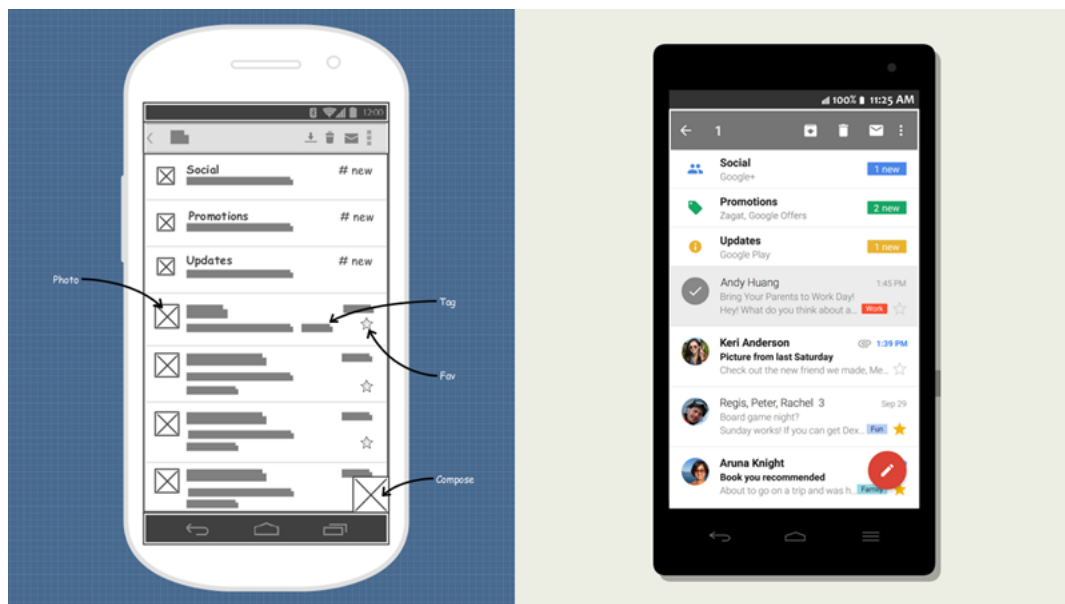 12:00
Social
# new
Promotions
# new
Updates
# new
Photo
Tag
Fav
Compose
100% 11:25 AM
1
Social
Google+
1 new
Promotions
Zagat, Google Offers
2 new
Updates
Google Play
1 new
Andy Huang 1:45 PM
Bring Your Parents to Work Day!
Hey! What do you think about a... Work
Keri Anderson 1:39 PM
Picture from last Saturday
Check out the new friend we made, Me...
Regis, Peter, Rachel 3 Sep 29
Board game night?
Sunday works! If you can get Dex... Fun
Aruna Knight
Book you recommended
About to go on a trip and was h... Family